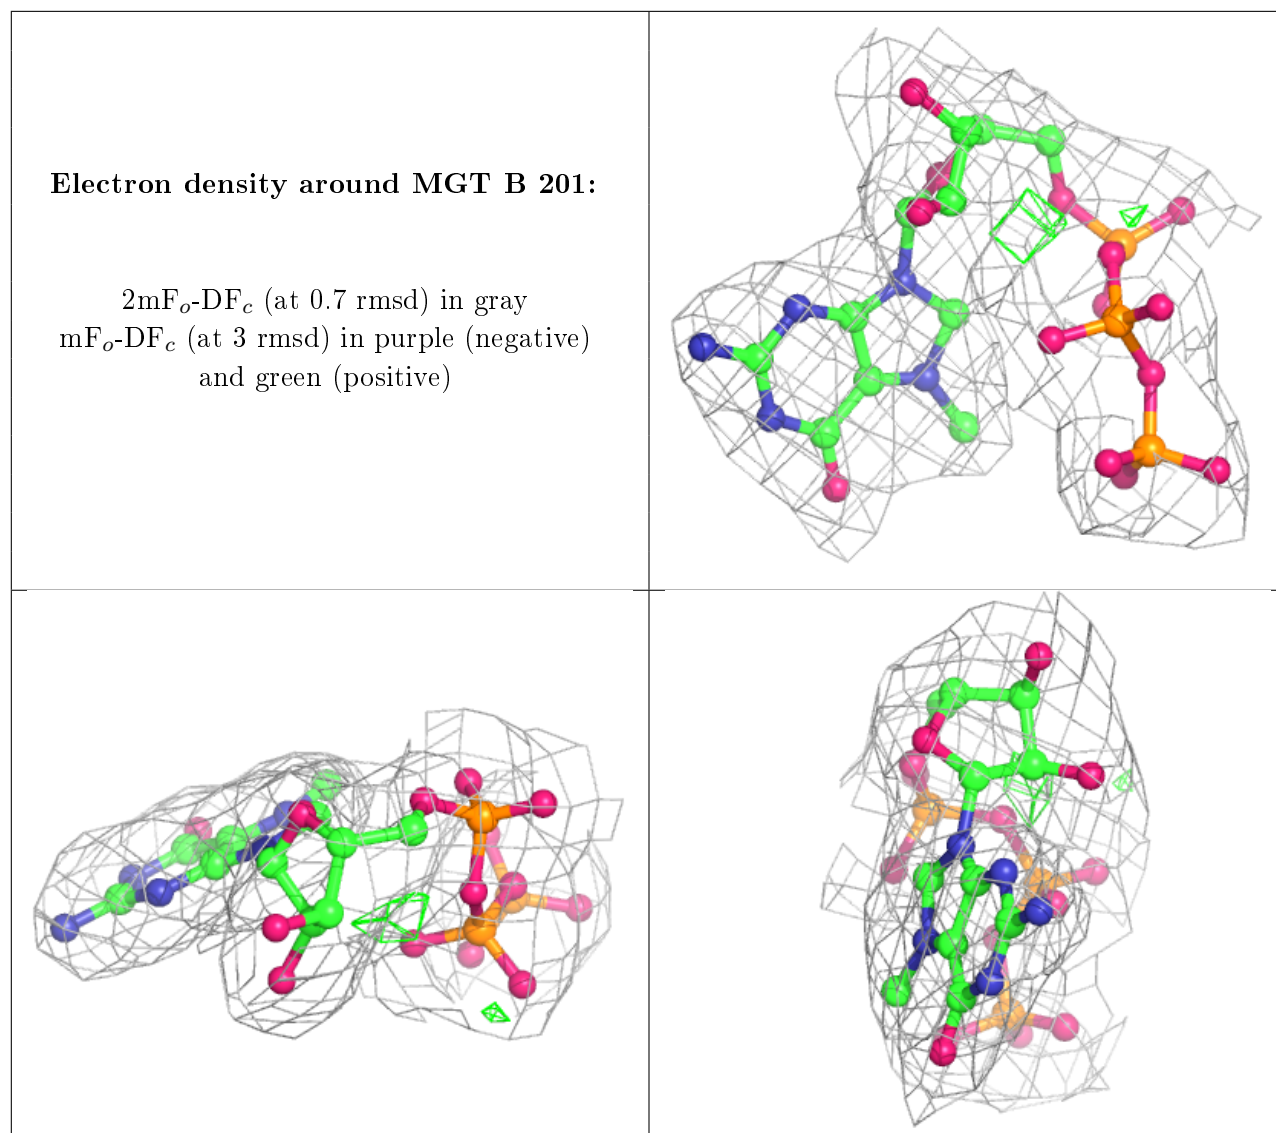 Electron density around MGT B 201:
2mFo-DFc (at 0.7 rmsd) in gray
mFo-DFc (at 3 rmsd) in purple (negative)
and green (positive)